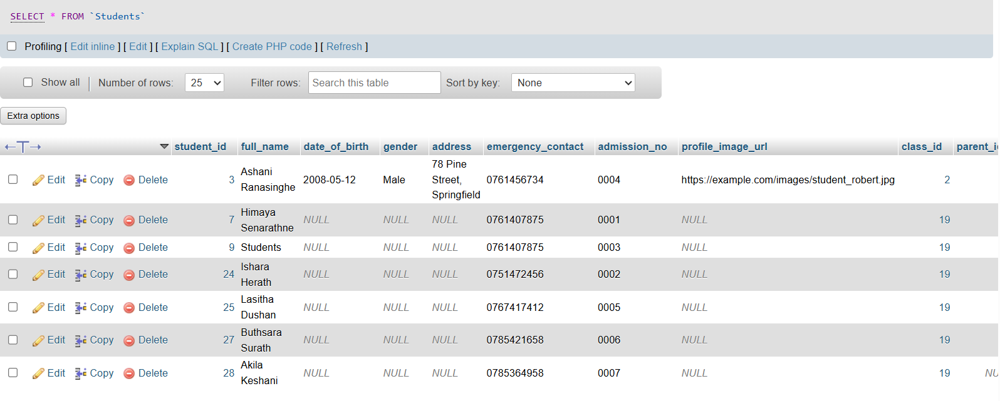 SELECT * FROM `Students`
Profiling [ Edit inline ] [ Edit ] [ Explain SQL ] [ Create PHP code ] [ Refresh ]
Show all Number of rows: 25 Filter rows: Search this table Sort by key: None
Extra options
student_id full_name date_of_birth gender address emergency_contact admission_no profile_image_url class_id parent_i
Edit Copy Delete 3 Ashani Ranasinghe 2008-05-12 Male 78 Pine Street, Springfield 0761456734 0004 https://example.com/images/student_robert.jpg 2
Edit Copy Delete 7 Himaya Senarathne NULL NULL NULL 0761407875 0001 NULL 19
Edit Copy Delete 9 Students NULL NULL NULL 0761407875 0003 NULL 19
Edit Copy Delete 24 Ishara Herath NULL NULL NULL 0751472456 0002 NULL 19
Edit Copy Delete 25 Lasitha Dushan NULL NULL NULL 0767417412 0005 NULL 19
Edit Copy Delete 27 Buthsara Surath NULL NULL NULL 0785421658 0006 NULL 19
Edit Copy Delete 28 Akila Keshani NULL NULL NULL 0785364958 0007 NULL 19 NU